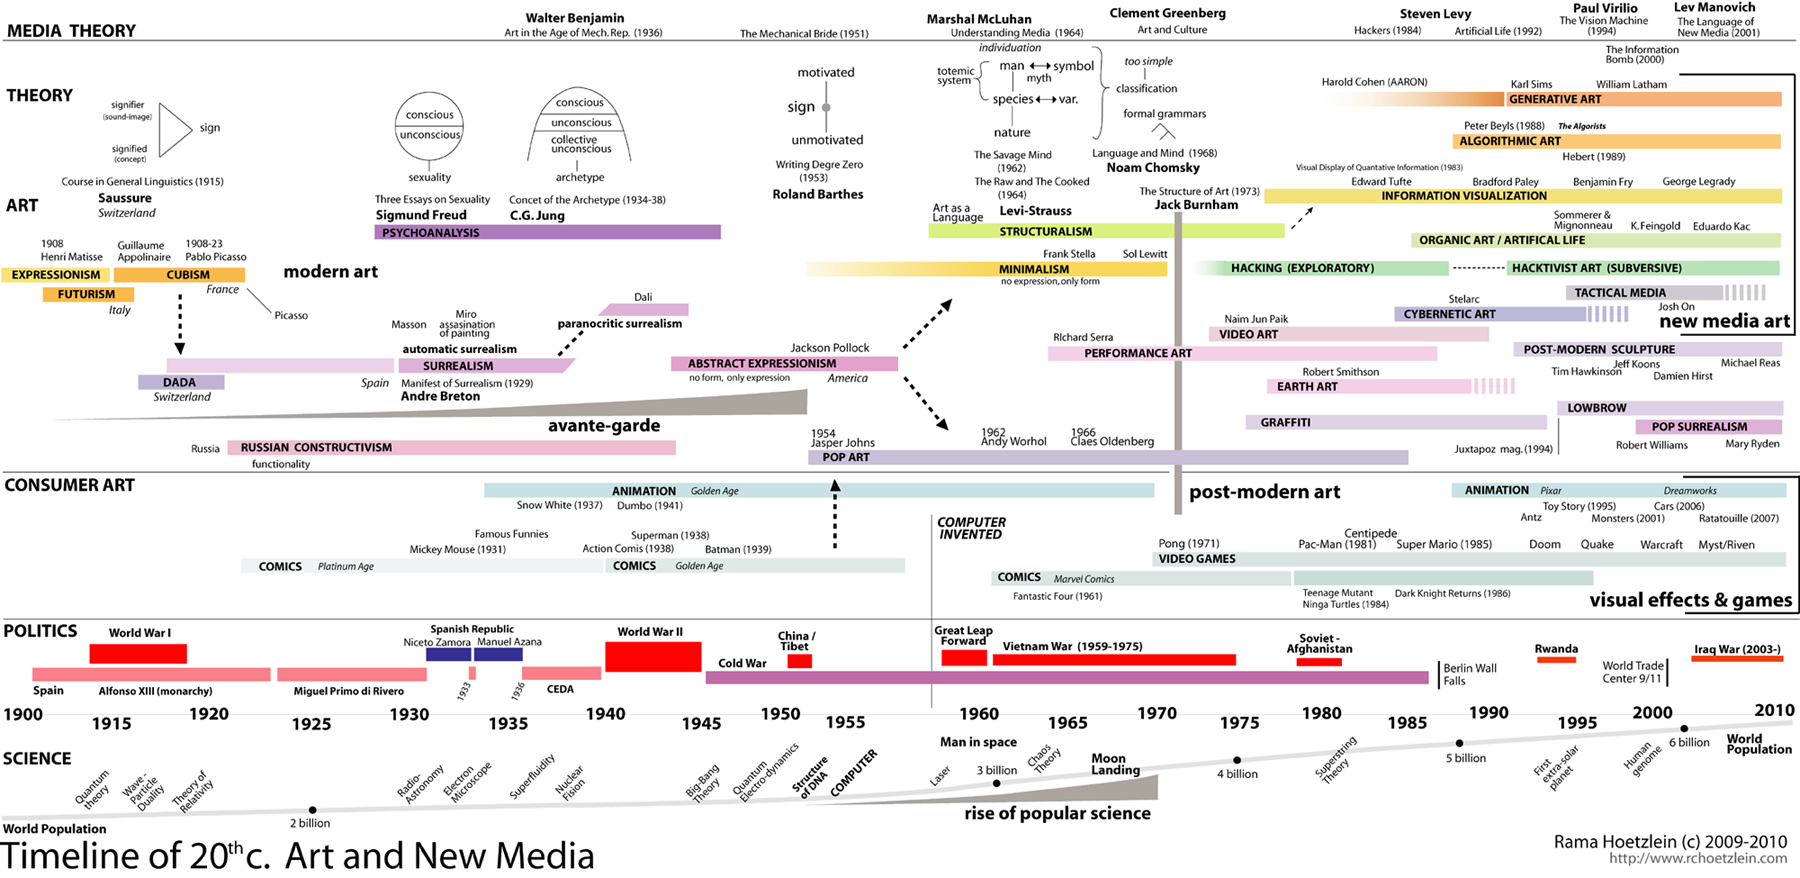 MEDIA THEORY
Walter Benjamin
Art in the Age of Mech. Rep. (1936)
The Mechanical Bride (1951)
Marshal McLuhan
Understanding Media (1964)
Clement Greenberg
Art and Culture
Steven Levy
Hackers (1984)
Artificial Life (1992)
Paul Virilio
The Vision Machine
(1994)
Lev Manovich
The Language of
New Media (2001)
The Information
Bomb (2000)
THEORY
signifier
(sound-image)
sign
signified
(concept)
Course in General Linguistics (1915)
Saussure
Switzerland
conscious
unconscious
sexuality
Three Essays on Sexuality
Sigmund Freud
conscious
unconscious
collective
unconscious
archetype
Concet of the Archetype (1934-38)
C.G. Jung
PSYCHOANALYSIS
motivated
sign
unmotivated
Writing Degre Zero
(1953)
Roland Barthes
individuation
totemic
system
man
symbol
myth
species
var.
nature
The Savage Mind
(1962)
The Raw and The Cooked
(1964)
Levi-Strauss
too simple
classification
formal grammars
Language and Mind (1968)
Noam Chomsky
The Structure of Art (1973)
Jack Burnham
Art as a
Language
STRUCTURALISM
Harold Cohen (AARON)
Karl Sims
William Latham
GENERATIVE ART
Peter Beyls (1988)
The Algorists
ALGORITHMIC ART
Hebert (1989)
Visual Display of Quantative Information (1983)
Edward Tufte
Bradford Paley
Benjamin Fry
George Legrady
INFORMATION VISUALIZATION
Sommerer &
Mignonneau
K.Feingold
Eduardo Kac
ORGANIC ART / ARTIFICAL LIFE
HACKING (EXPLORATORY)
HACKTIVIST ART (SUBVERSIVE)
TACTICAL MEDIA
Josh On
Stelarc
CYBERNETIC ART
new media art
ART
1908
Henri Matisse
Guillaume
Appolinaire
1908-23
Pablo Picasso
EXPRESSIONISM
CUBISM
France
FUTURISM
Italy
Picasso
modern art
Frank Stella
Sol Lewitt
MINIMALISM
no expression, only form
Masson
Miro
assasination
of painting
automatic surrealism
SURREALISM
Spain
Manifest of Surrealism (1929)
Andre Breton
Dali
paranocritic surrealism
DADA
Switzerland
Jackson Pollock
ABSTRACT EXPRESSIONISM
no form, only expression
America
avante-garde
Russia
RUSSIAN CONSTRUCTIVISM
functionality
Naim Jun Paik
VIDEO ART
RIchard Serra
PERFORMANCE ART
Robert Smithson
EARTH ART
GRAFFITI
POST-MODERN SCULPTURE
Michael Reas
Jeff Koons
Tim Hawkinson
Damien Hirst
LOWBROW
POP SURREALISM
Robert Williams
Mary Ryden
Juxtapoz mag. (1994)
1954
Jasper Johns
1962
Andy Worhol
1966
Claes Oldenberg
POP ART
CONSUMER ART
ANIMATION Golden Age
Snow White (1937)
Dumbo (1941)
post-modern art
ANIMATION Pixar
Dreamworks
Toy Story (1995)
Cars (2006)
Antz
Monsters (2001)
Ratatouille (2007)
COMPUTER
INVENTED
Famous Funnies
Mickey Mouse (1931)
Superman (1938)
Action Comis (1938)
Batman (1939)
COMICS Platinum Age
COMICS Golden Age
Pong (1971)
Centipede
Pac-Man (1981)
Super Mario (1985)
Doom
Quake
Warcraft
Myst/Riven
VIDEO GAMES
COMICS Marvel Comics
Fantastic Four (1961)
Teenage Mutant
Ninga Turtles (1984)
Dark Knight Returns (1986)
visual effects & games
POLITICS
World War I
Spanish Republic
Niceto Zamora
Manuel Azana
World War II
China /
Tibet
Great Leap
Forward
Vietnam War (1959-1975)
Soviet -
Afghanistan
Rwanda
Iraq War (2003-)
Cold War
Berlin Wall
Falls
World Trade
Center 9/11
Spain
Alfonso XIII (monarchy)
Miguel Primo di Rivero
1933
1936
CEDA
1900
1915
1920
1925
1930
1935
1940
1945
1950
1955
1960
1965
1970
1975
1980
1985
1990
1995
2000
2010
SCIENCE
Quantum
theory
Wave -
Particle
Duality
Theory of
Relativity
Radio-
Astronomy
Electron
Microscope
Superfluidity
Nuclear
Fision
Big-Bang
Theory
Quantum
Electro-dynamics
Structure
of DNA
COMPUTER
Laser
Man in space
Chaos
Theory
Moon
Landing
Superstring
Theory
First
extra-solar
planet
Human
genome
World Population
2 billion
3 billion
4 billion
5 billion
6 billion
World
Population
rise of popular science
Timeline of 20th c. Art and New Media
Rama Hoetzlein (c) 2009-2010
http://www.rchoetzlein.com